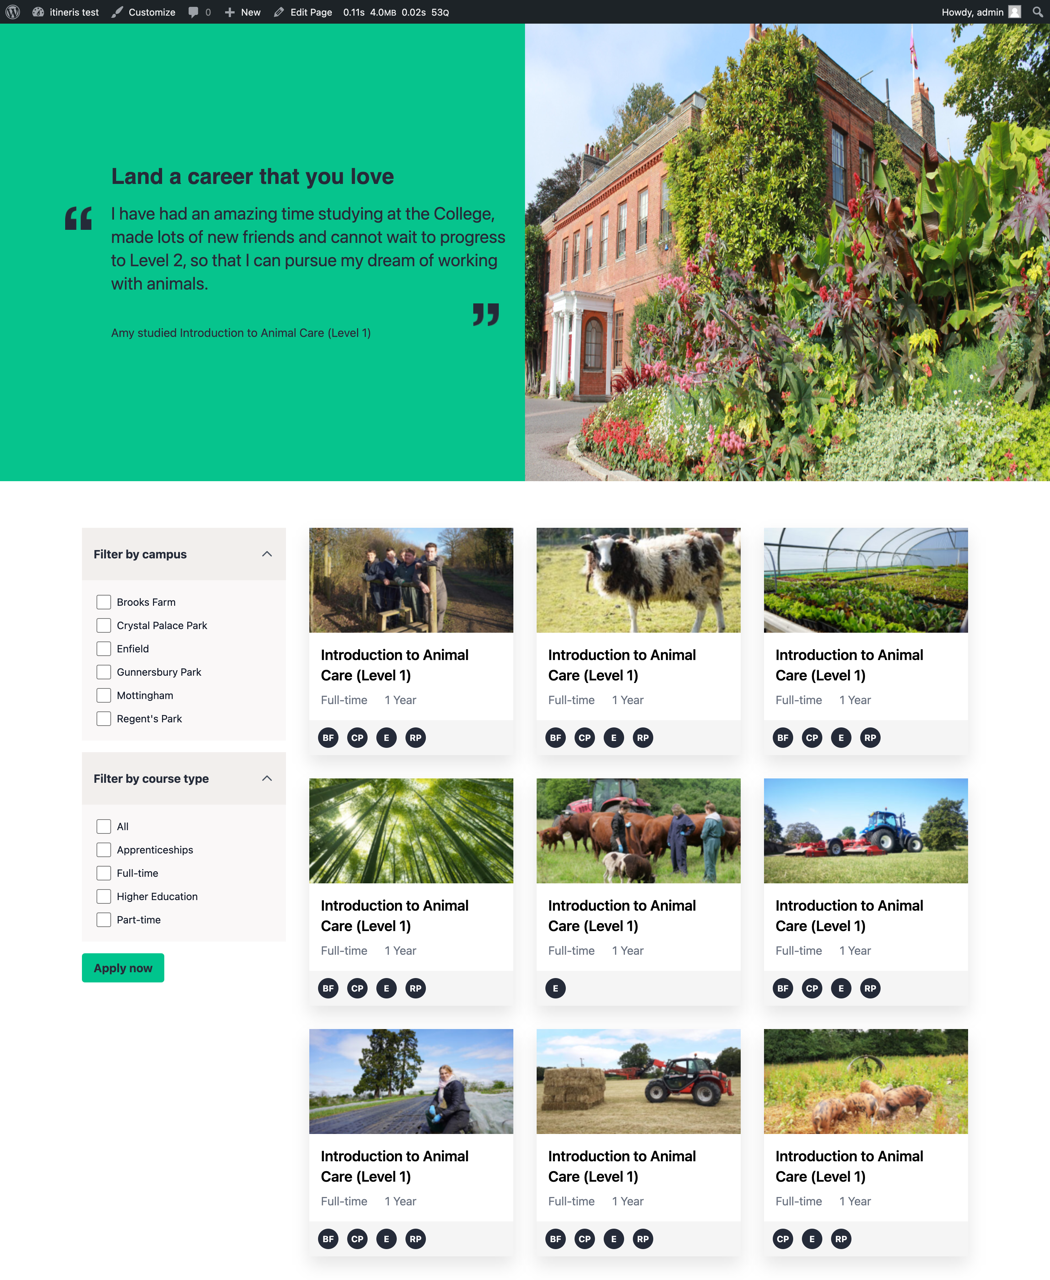 itineris test Customize 0 New Edit Page 0.11s 4.0MB 0.02s 53Q Howdy, admin
Land a career that you love
“
I have had an amazing time studying at the College,
made lots of new friends and cannot wait to progress
to Level 2, so that I can pursue my dream of working
with animals.
”
Amy studied Introduction to Animal Care (Level 1)
Filter by campus
Brooks Farm
Crystal Palace Park
Enfield
Gunnersbury Park
Mottingham
Regent's Park
Filter by course type
All
Apprenticeships
Full-time
Higher Education
Part-time
Apply now
Introduction to Animal
Care (Level 1)
Full-time 1 Year
BF CP E RP
Introduction to Animal
Care (Level 1)
Full-time 1 Year
BF CP E RP
Introduction to Animal
Care (Level 1)
Full-time 1 Year
BF CP E RP
Introduction to Animal
Care (Level 1)
Full-time 1 Year
BF CP E RP
Introduction to Animal
Care (Level 1)
Full-time 1 Year
E
Introduction to Animal
Care (Level 1)
Full-time 1 Year
BF CP E RP
Introduction to Animal
Care (Level 1)
Full-time 1 Year
BF CP E RP
Introduction to Animal
Care (Level 1)
Full-time 1 Year
BF CP E RP
Introduction to Animal
Care (Level 1)
Full-time 1 Year
CP E RP